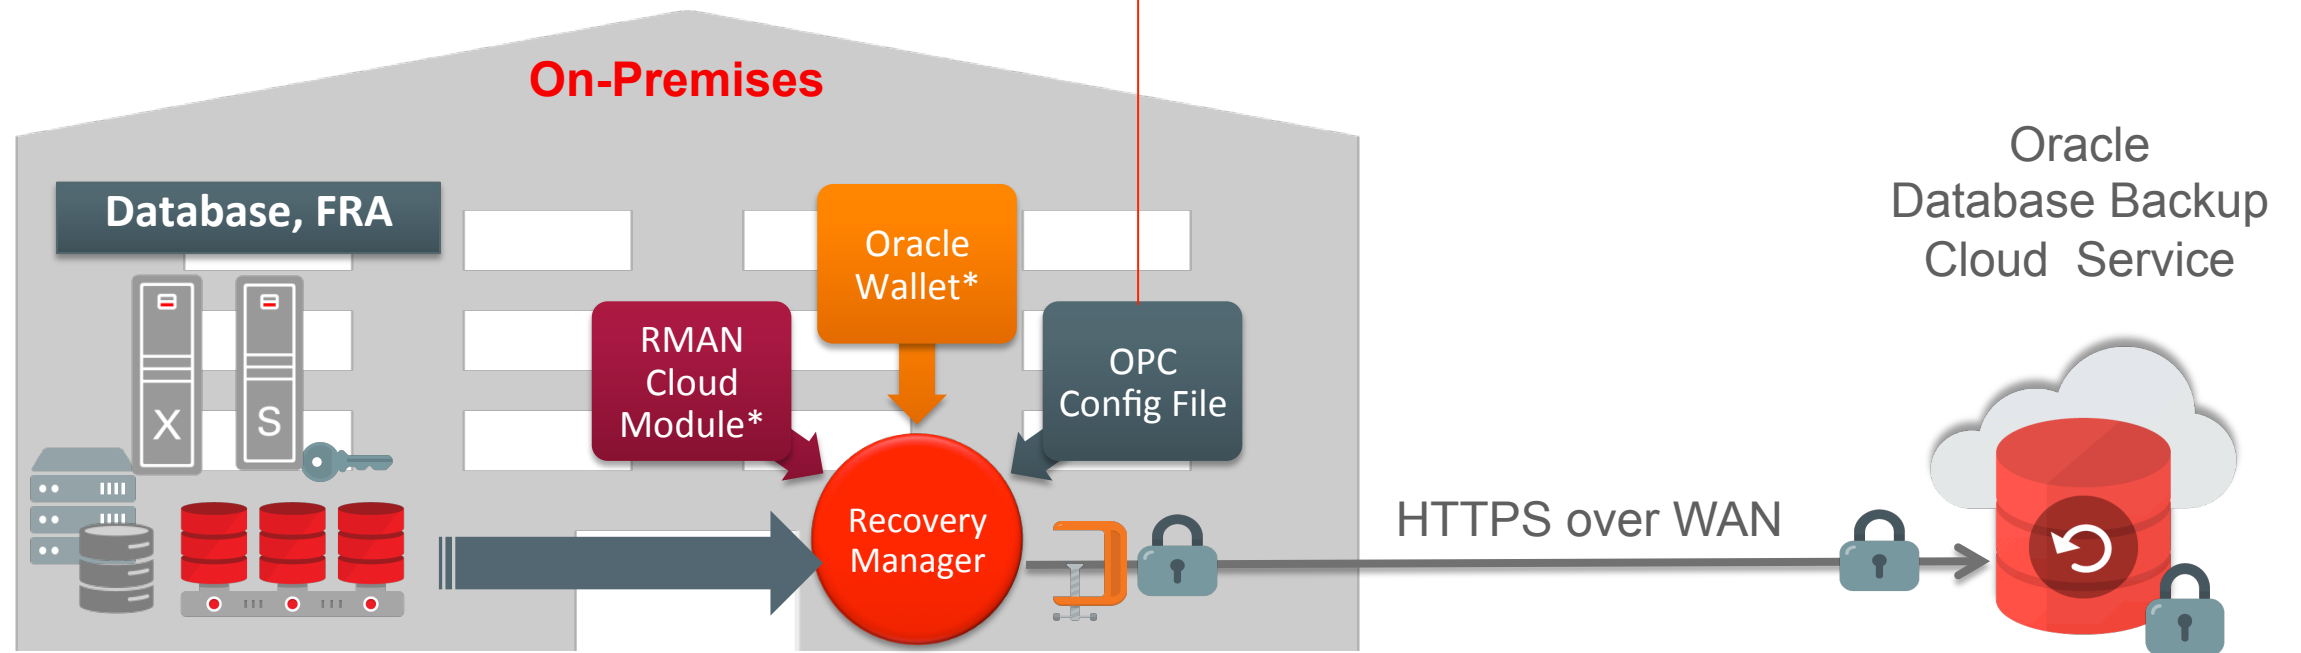 On-Premises
Database, FRA
X
S
RMAN
Cloud
Module*
Oracle
Wallet*
OPC
Config File
Recovery
Manager
HTTPS over WAN
Oracle
Database Backup
Cloud Service